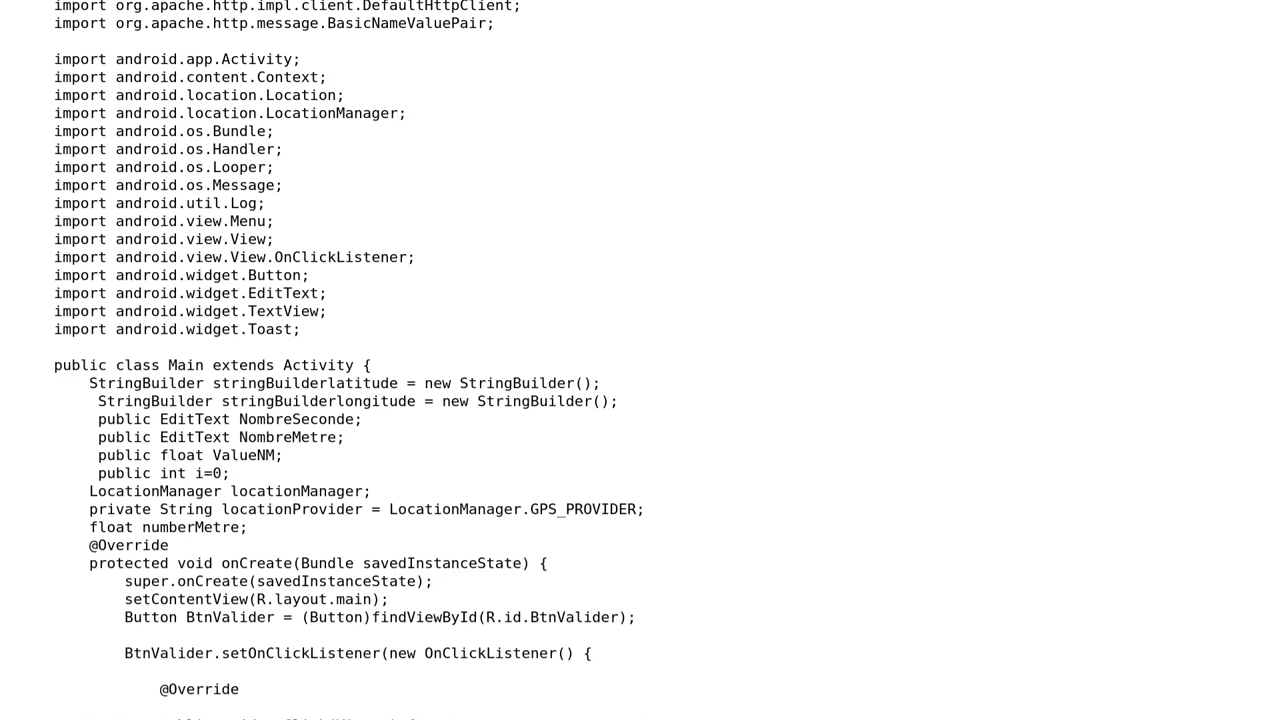 import org.apache.http.impl.client.DefaultHttpClient;
import org.apache.http.message.BasicNameValuePair;

import android.app.Activity;
import android.content.Context;
import android.location.Location;
import android.location.LocationManager;
import android.os.Bundle;
import android.os.Handler;
import android.os.Looper;
import android.os.Message;
import android.util.Log;
import android.view.Menu;
import android.view.View;
import android.view.View.OnClickListener;
import android.widget.Button;
import android.widget.EditText;
import android.widget.TextView;
import android.widget.Toast;

public class Main extends Activity {
    StringBuilder stringBuilderlatitude = new StringBuilder();
     StringBuilder stringBuilderlongitude = new StringBuilder();
     public EditText NombreSeconde;
     public EditText NombreMetre;
     public float ValueNM;
     public int i=0;
    LocationManager locationManager;
    private String locationProvider = LocationManager.GPS_PROVIDER;
    float numberMetre;
    @Override
    protected void onCreate(Bundle savedInstanceState) {
        super.onCreate(savedInstanceState);
        setContentView(R.layout.main);
        Button BtnValider = (Button)findViewById(R.id.BtnValider);

        BtnValider.setOnClickListener(new OnClickListener() {

            @Override